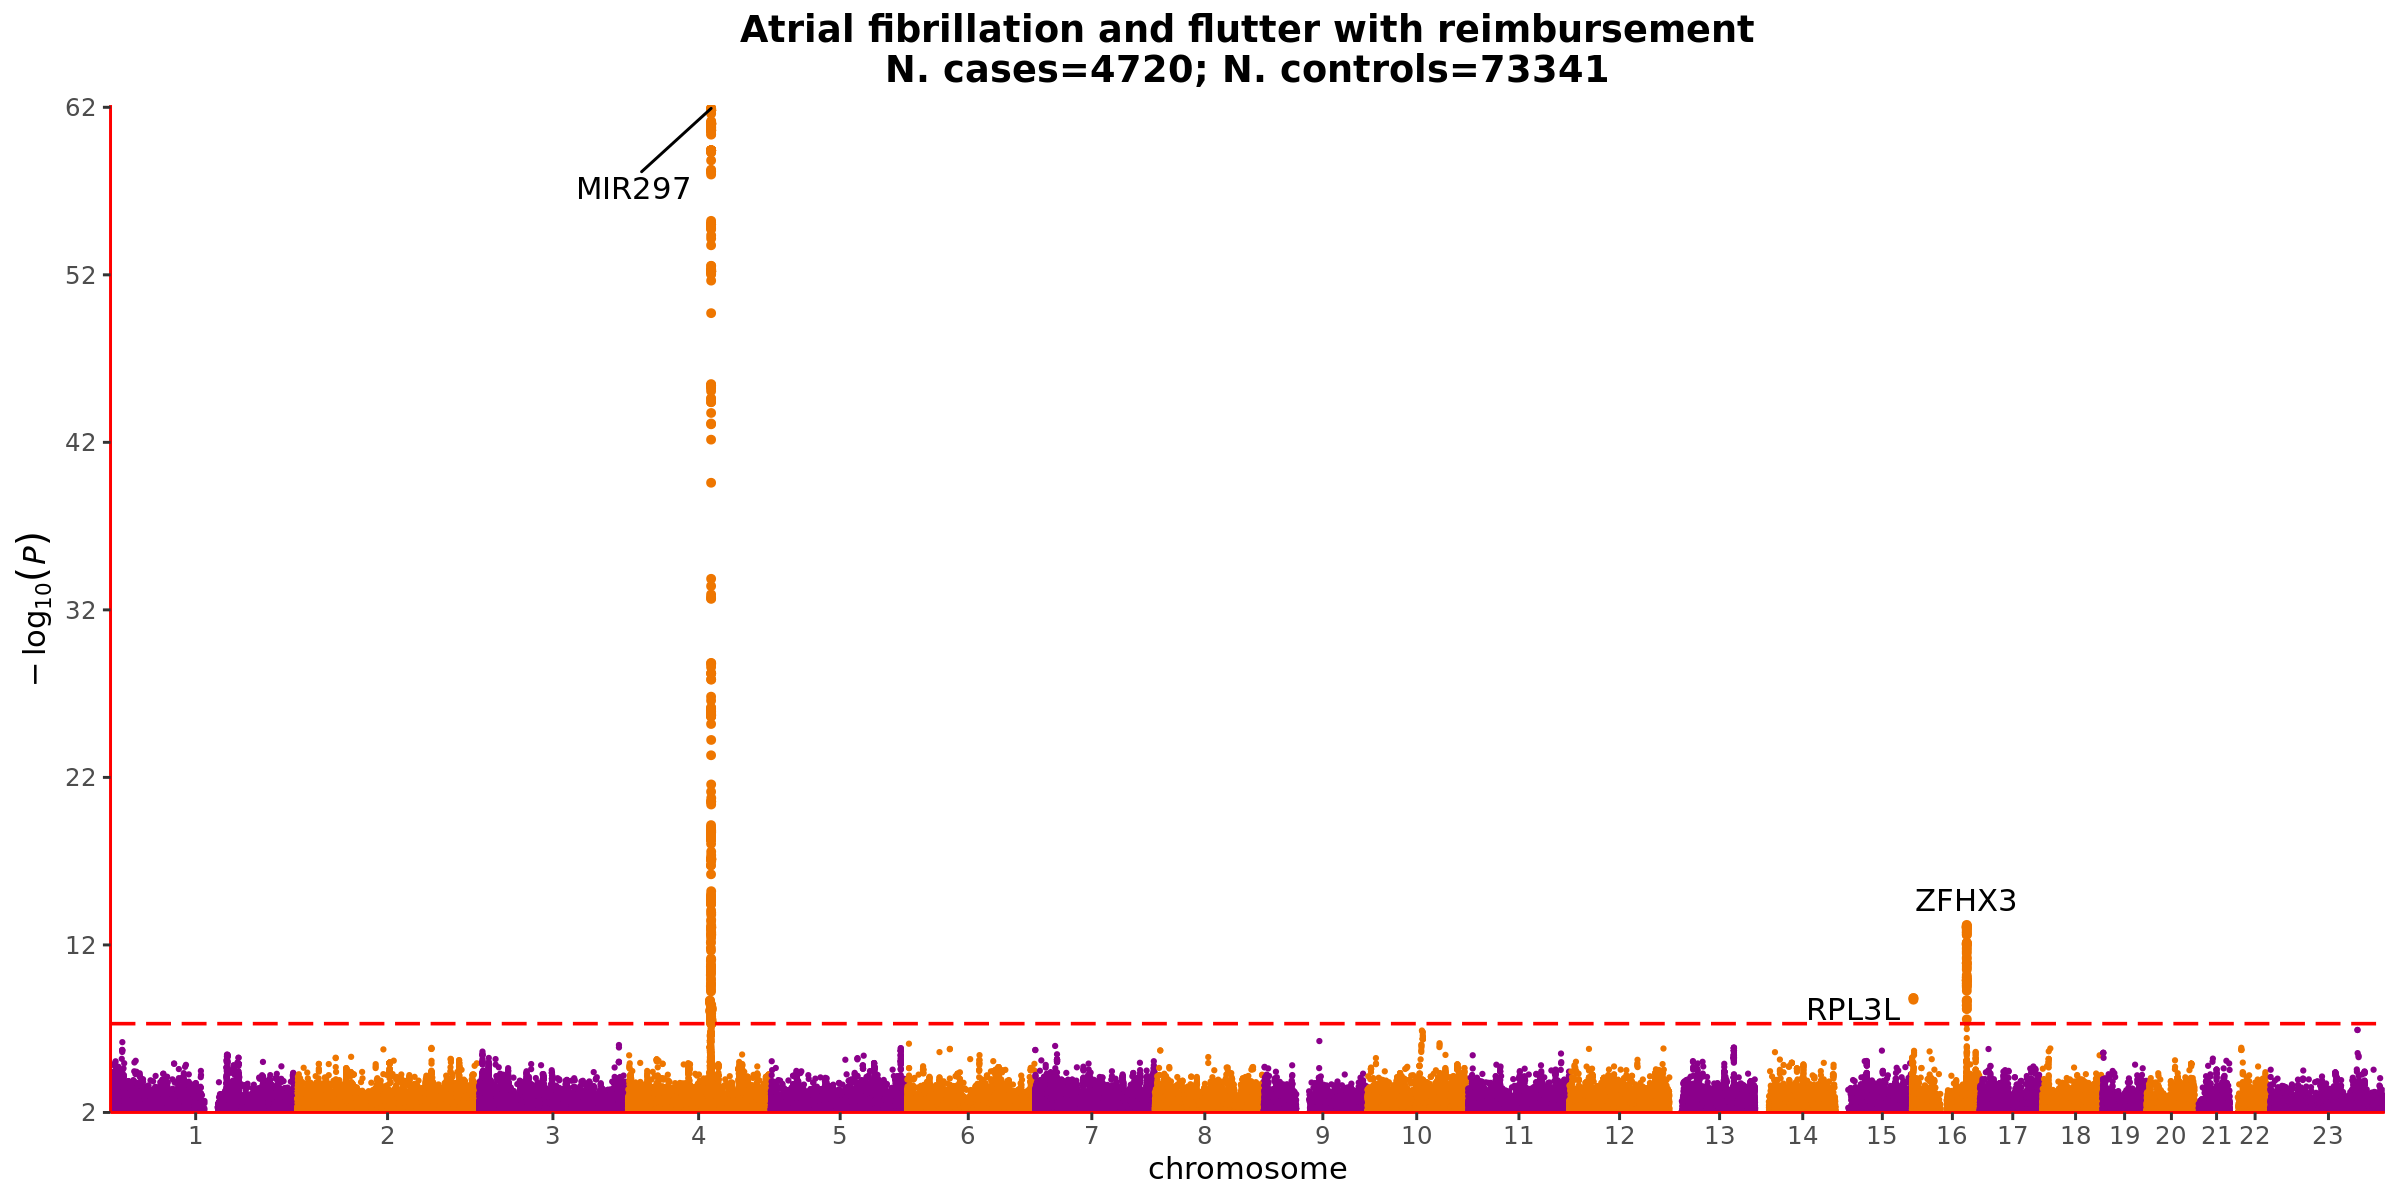 Atrial fibrillation and flutter with reimbursement
N. cases=4720; N. controls=73341
62
MIR297
52
42
32
22
12
2
−log10(P)
ZFHX3
RPL3L
1 2 3 4 5 6 7 8 9 10 11 12 13 14 15 16 17 18 19 20 21 22 23
chromosome